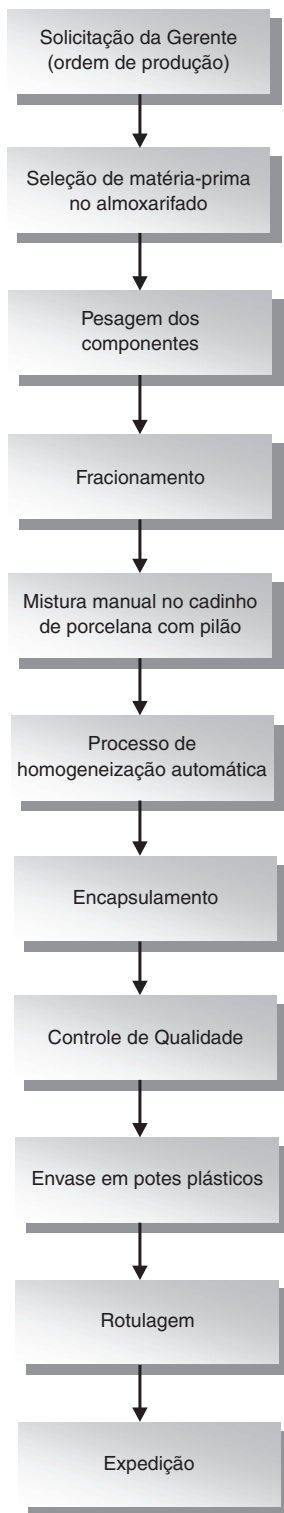 Solicitação da Gerente
(ordem de produção)
Seleção de matéria-prima
no almoxarifado
Pesagem dos
componentes
Fracionamento
Mistura manual no cadinho
de porcelana com pilão
Processo de
homogeneização automática
Encapsulamento
Controle de Qualidade
Envase em potes plásticos
Rotulagem
Expedição